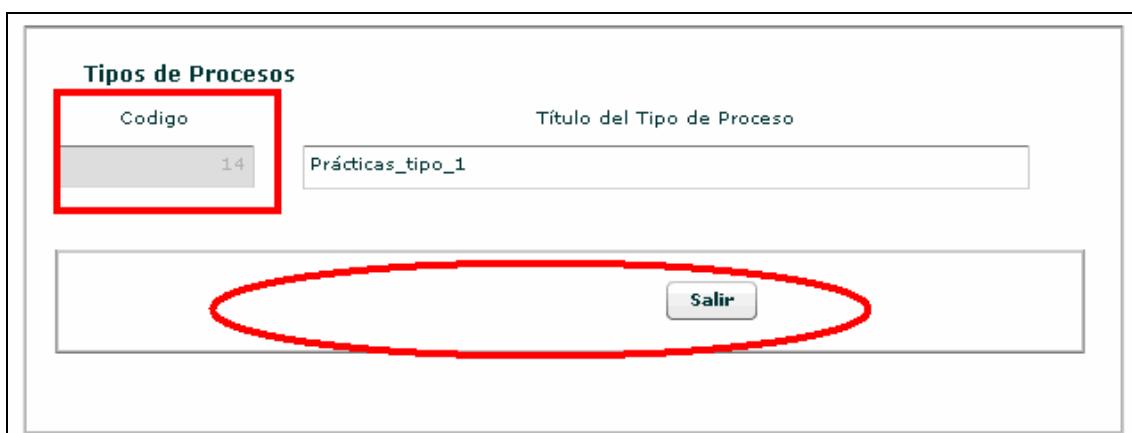 Tipos de Procesos
Codigo
Título del Tipo de Proceso
14
Prácticas_tipo_1
Salir